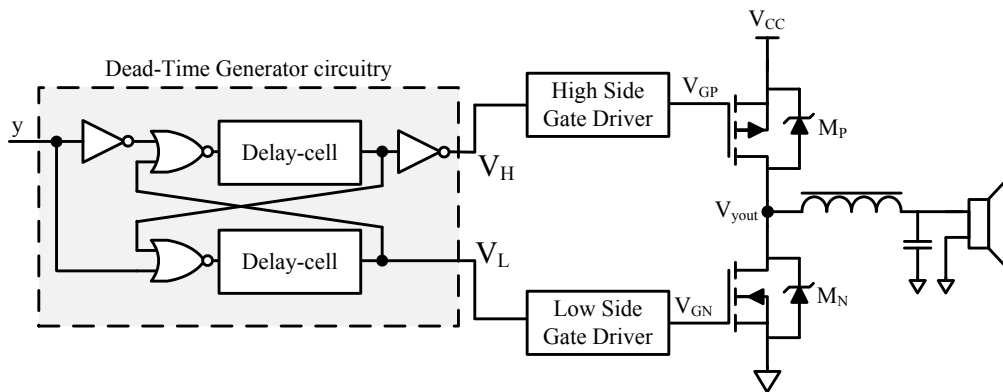 V_CC
Dead-Time Generator circuitry
High Side
Gate Driver
V_GP
y
Delay-cell
M_P
V_H
V_yout
Delay-cell
V_L
Low Side
Gate Driver
V_GN
M_N